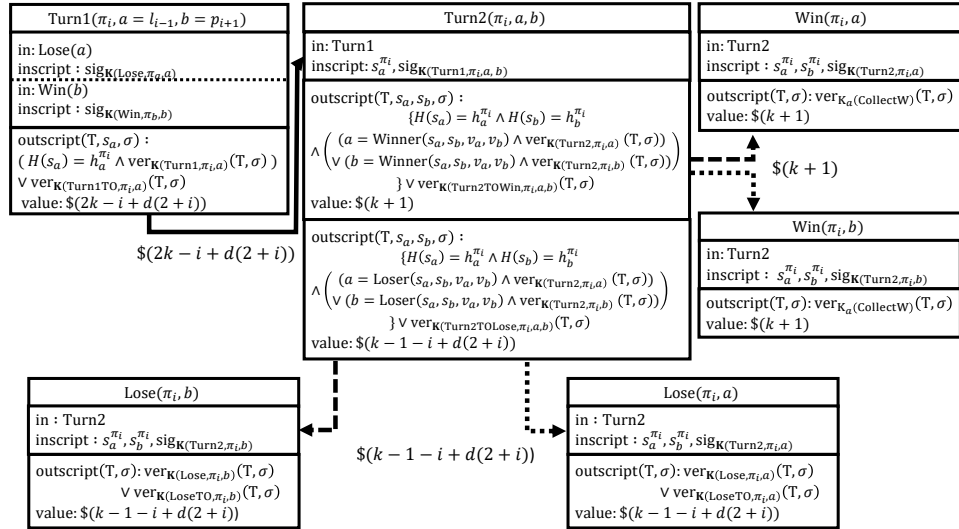 Turn1(π_i, a = l_{i−1}, b = p_{i+1})
in: Lose(a)
inscript : sig_{K(Lose,π_a,a)}
in: Win(b)
inscript : sig_{K(Win,π_b,b)}
outscript(T, s_a, σ) :
( H(s_a) = h_a^{π_i} ∧ ver_{K(Turn1,π_i,a)}(T, σ) )
∨ ver_{K(Turn1TO,π_i,a)}(T, σ)
value: $(2k − i + d(2 + i))
$(2k − i + d(2 + i))
Turn2(π_i, a, b)
in: Turn1
inscript: s_a^{π_i}, sig_{K(Turn1,π_i,a, b)}
outscript(T, s_a, s_b, σ) :
{H(s_a) = h_a^{π_i} ∧ H(s_b) = h_b^{π_i}
∧ ( (a = Winner(s_a, s_b, v_a, v_b) ∧ ver_{K(Turn2,π_i,a)} (T, σ))
∨ (b = Winner(s_a, s_b, v_a, v_b) ∧ ver_{K(Turn2,π_i,b)} (T, σ)) )
} ∨ ver_{K(Turn2TOWin,π_i,a,b)}(T, σ)
value: $(k + 1)
outscript(T, s_a, s_b, σ) :
{H(s_a) = h_a^{π_i} ∧ H(s_b) = h_b^{π_i}
∧ ( (a = Loser(s_a, s_b, v_a, v_b) ∧ ver_{K(Turn2,π_i,a)} (T, σ))
∨ (b = Loser(s_a, s_b, v_a, v_b) ∧ ver_{K(Turn2,π_i,b)} (T, σ)) )
} ∨ ver_{K(Turn2TOLose,π_i,a,b)}(T, σ)
value: $(k − 1 − i + d(2 + i))
Win(π_i, a)
in: Turn2
inscript : s_a^{π_i}, s_b^{π_i}, sig_{K(Turn2,π_i,a)}
outscript(T, σ): ver_{K_a(CollectW)}(T, σ)
value: $(k + 1)
$(k + 1)
Win(π_i, b)
in: Turn2
inscript : s_a^{π_i}, s_b^{π_i}, sig_{K(Turn2,π_i,b)}
outscript(T, σ): ver_{K_a(CollectW)}(T, σ)
value: $(k + 1)
Lose(π_i, b)
in : Turn2
inscript : s_a^{π_i}, s_b^{π_i}, sig_{K(Turn2,π_i,b)}
outscript(T, σ): ver_{K(Lose,π_i,b)}(T, σ)
∨ ver_{K(LoseTO,π_i,b)}(T, σ)
value: $(k − 1 − i + d(2 + i))
$(k − 1 − i + d(2 + i))
Lose(π_i, a)
in : Turn2
inscript : s_a^{π_i}, s_b^{π_i}, sig_{K(Turn2,π_i,a)}
outscript(T, σ): ver_{K(Lose,π_i,a)}(T, σ)
∨ ver_{K(LoseTO,π_i,a)}(T, σ)
value: $(k − 1 − i + d(2 + i))